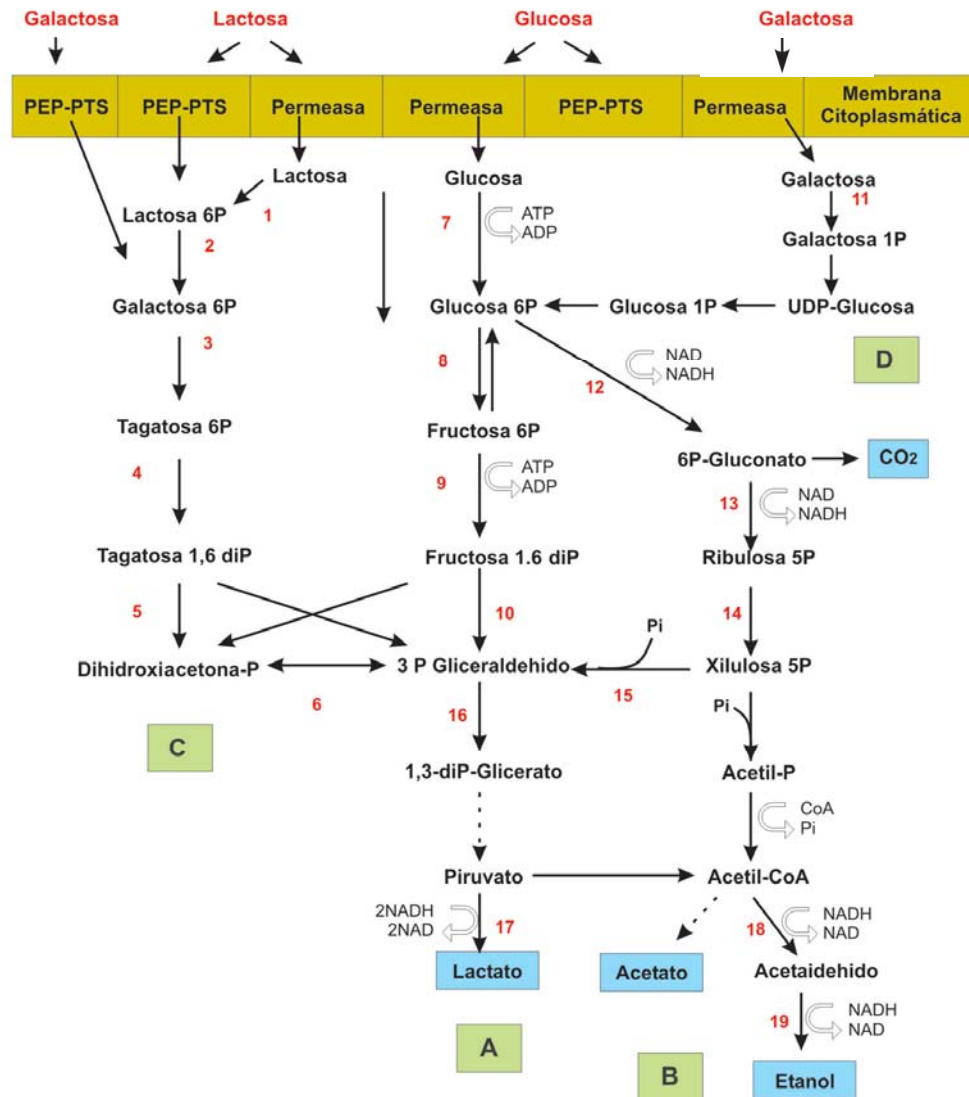 Galactosa
Lactosa
Glucosa
Galactosa
PEP-PTS
PEP-PTS
Permeasa
Permeasa
PEP-PTS
Permeasa
Membrana
Citoplasmática
Lactosa
Glucosa
Galactosa
1
7
ATP
ADP
11
Lactosa 6P
2
Galactosa 1P
Galactosa 6P
Glucosa 6P
Glucosa 1P
UDP-Glucosa
3
8
12
NAD
NADH
D
Tagatosa 6P
Fructosa 6P
6P-Gluconato
CO2
4
9
ATP
ADP
13
NAD
NADH
Tagatosa 1,6 diP
Fructosa 1.6 diP
Ribulosa 5P
5
10
14
Pi
Dihidroxiacetona-P
3 P Gliceraldehido
Xilulosa 5P
6
16
15
Pi
C
1,3-diP-Glicerato
Acetil-P
CoA
Pi
Piruvato
Acetil-CoA
2NADH
2NAD
17
18
NADH
NAD
Lactato
Acetato
Acetaidehido
19
NADH
NAD
A
B
Etanol